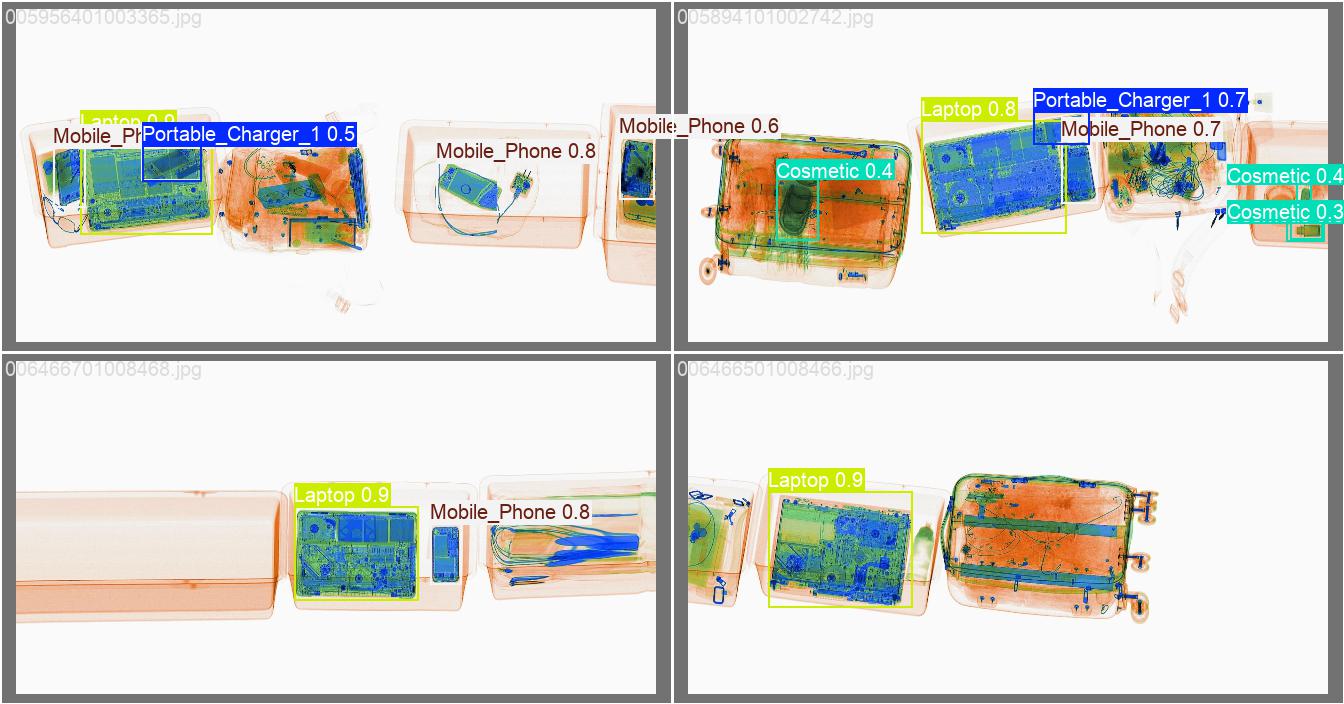 005956401003365.jpg
Laptop 0.9
Mobile_Ph
Portable_Charger_1 0.5
Mobile_Phone 0.8
Mobile_Phone 0.6
005894101002742.jpg
Laptop 0.8
Portable_Charger_1 0.7
Mobile_Phone 0.7
Cosmetic 0.4
Cosmetic 0.4
Cosmetic 0.3
006466701008468.jpg
Laptop 0.9
Mobile_Phone 0.8
006466501008466.jpg
Laptop 0.9